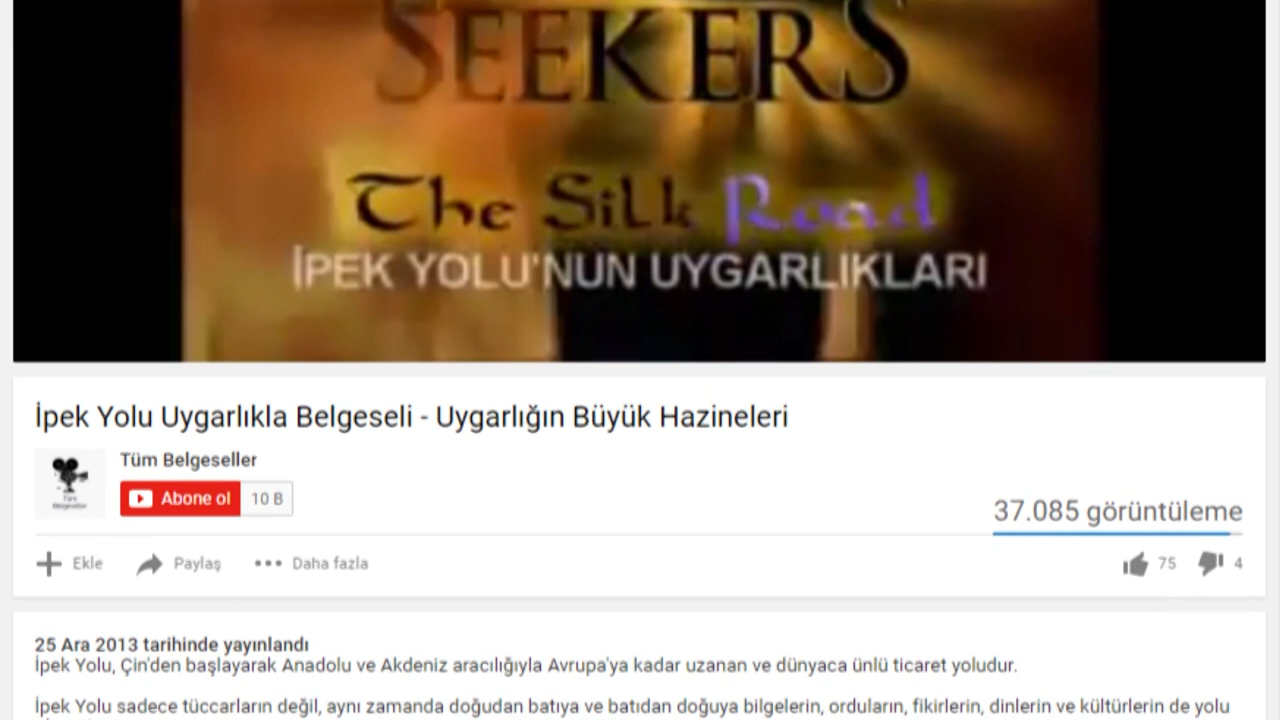 SEEKERS
The Silk Road
İPEK YOLU'NUN UYGARLIKLARI
İpek Yolu Uygarlıkla Belgeseli - Uygarlığın Büyük Hazineleri
Tüm Belgeseller
Abone ol 10 B
37.085 görüntüleme
Ekle Paylaş Daha fazla 75 4
25 Ara 2013 tarihinde yayınlandı
İpek Yolu, Çin'den başlayarak Anadolu ve Akdeniz aracılığıyla Avrupa'ya kadar uzanan ve dünyaca ünlü ticaret yoludur.
İpek Yolu sadece tüccarların değil, aynı zamanda doğudan batıya ve batıdan doğuya bilgelerin, orduların, fikirlerin, dinlerin ve kültürlerin de yolu